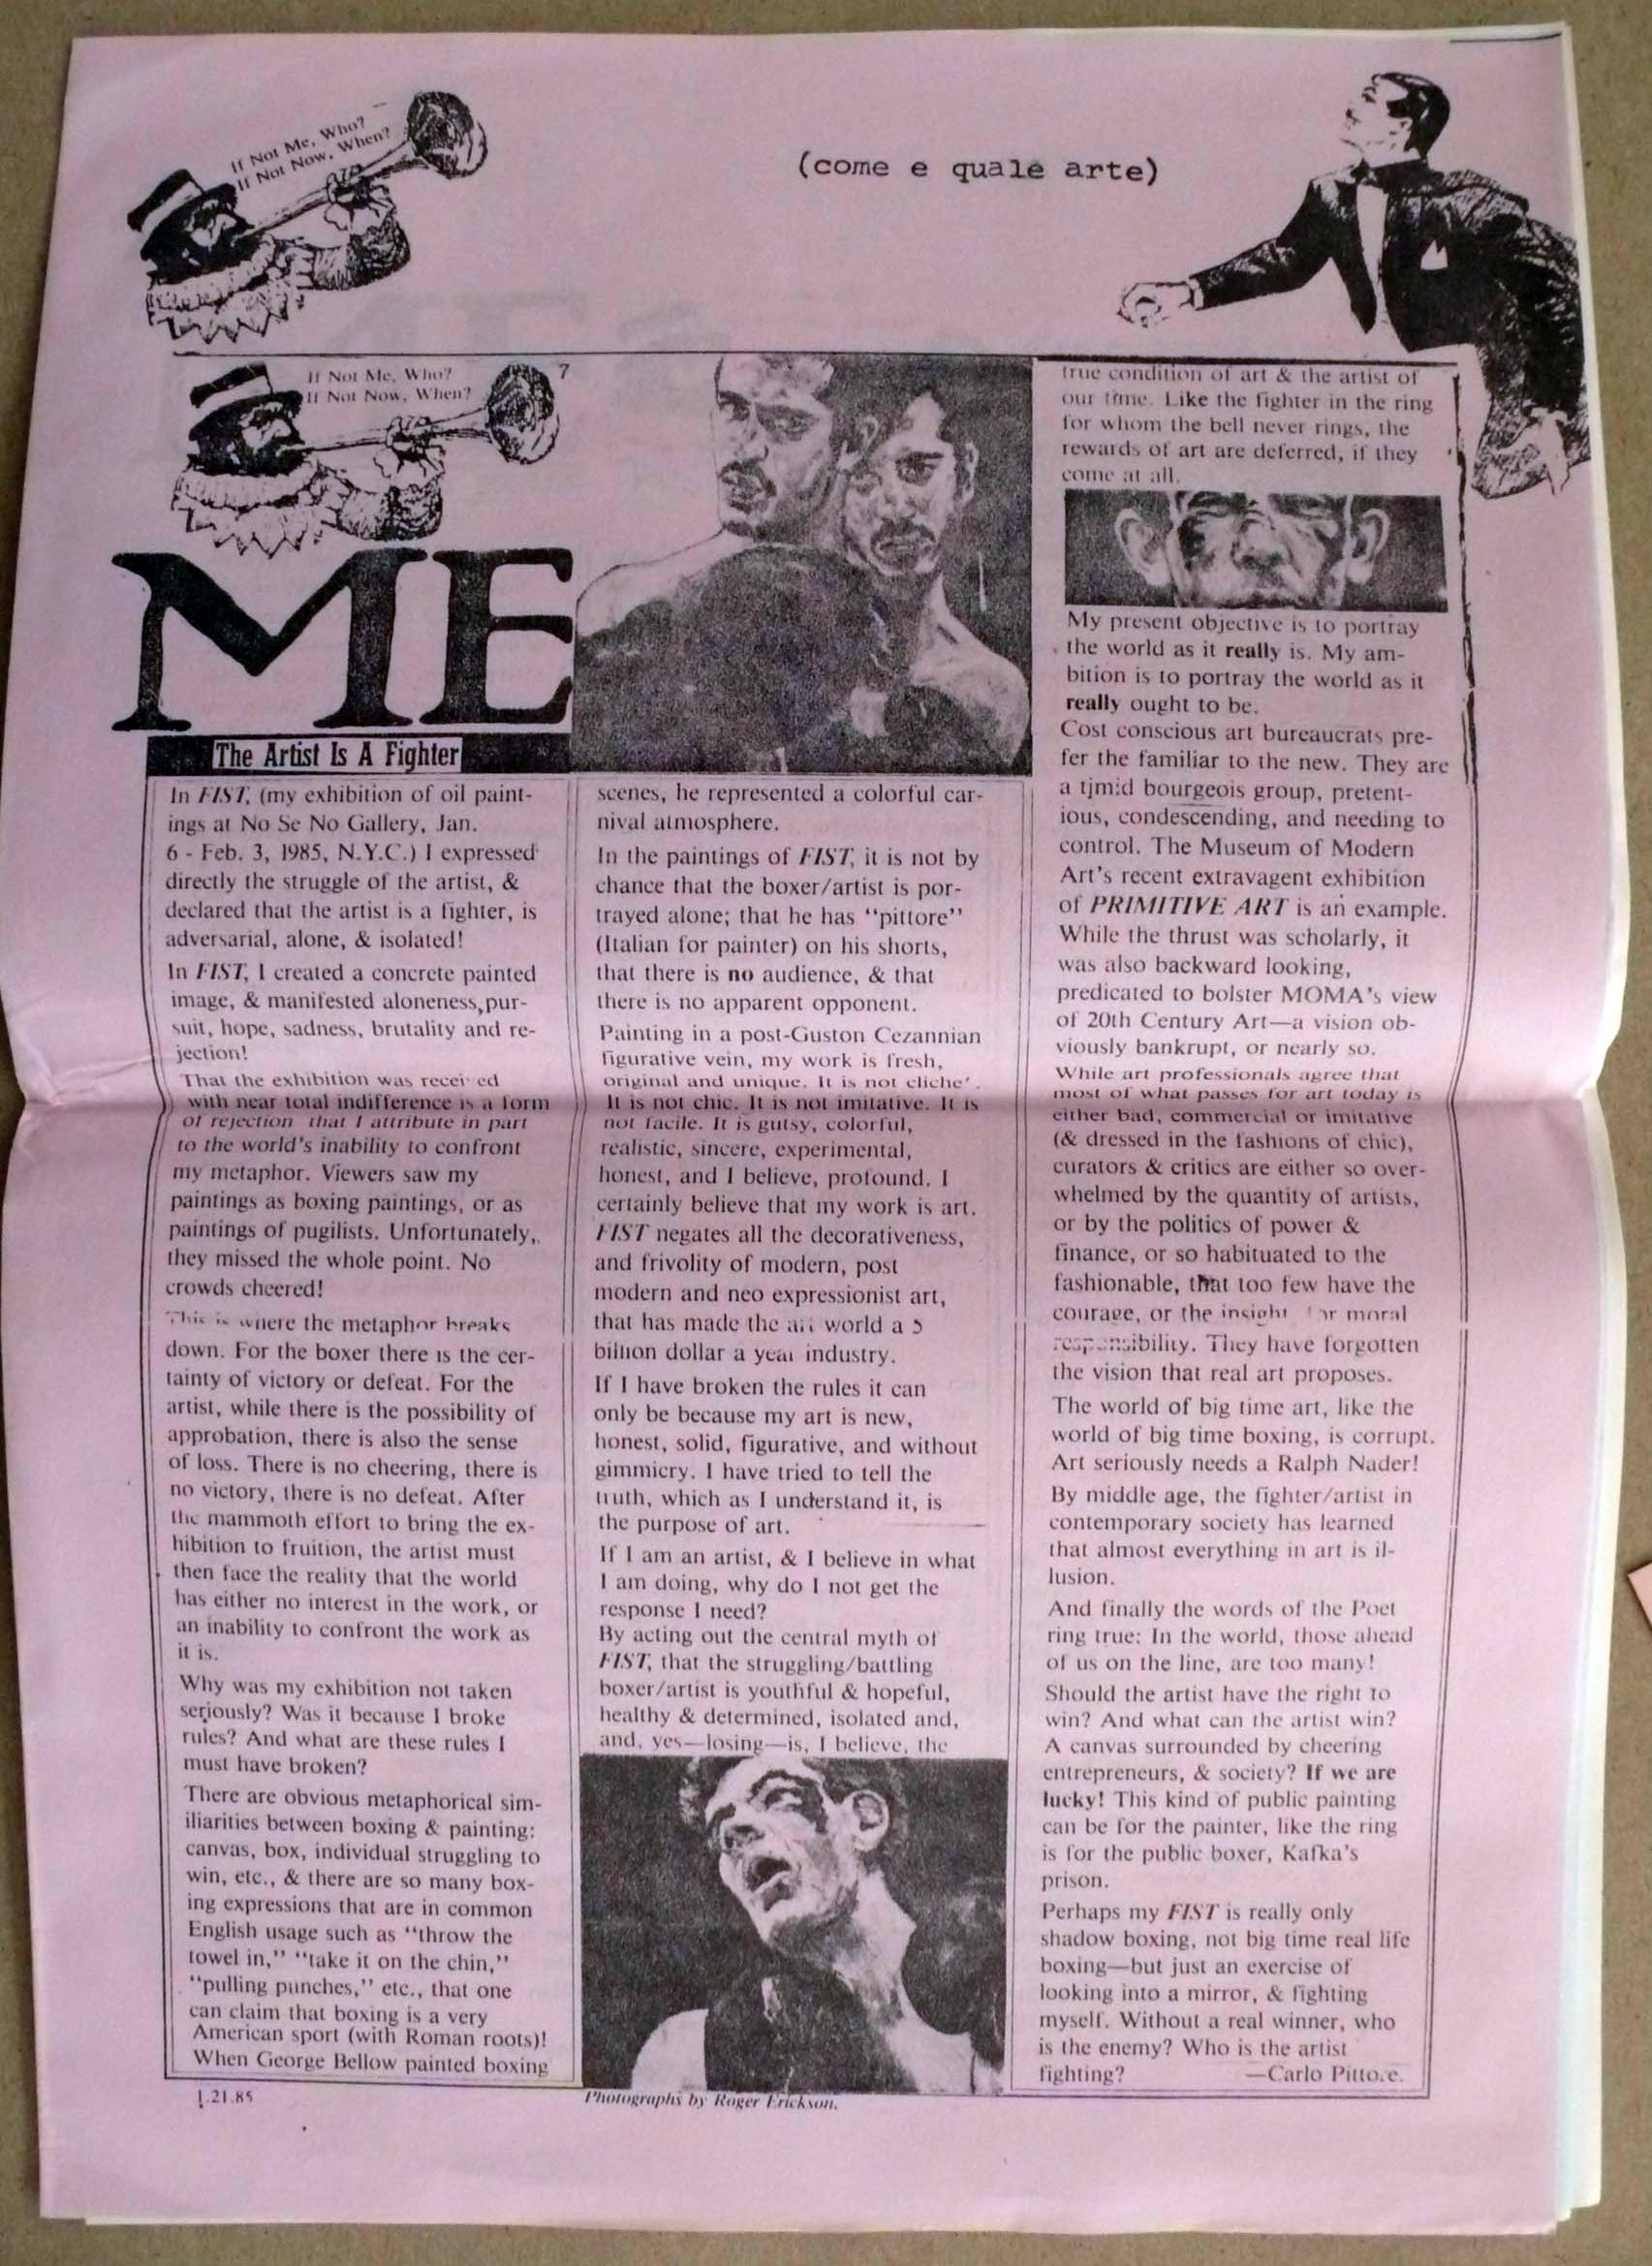 If Not Me, Who?
If Not Now, When?
(come e quale arte)
If Not Me, Who?
If Not Now, When?
7
ME
The Artist Is A Fighter
In FIST, (my exhibition of oil paint-
ings at No Se No Gallery, Jan.
6 - Feb. 3, 1985, N.Y.C.) I expressed
directly the struggle of the artist, &
declared that the artist is a fighter, is
adversarial, alone, & isolated!
In FIST, I created a concrete painted
image, & manifested aloneness, pur-
suit, hope, sadness, brutality and re-
jection!
That the exhibition was recei ed
with near total indifference is a form
of rejection that I attribute in part
to the world's inability to confront
my metaphor. Viewers saw my
paintings as boxing paintings, or as
paintings of pugilists. Unfortunately,
they missed the whole point. No
crowds cheered!
This is where the metaphor breaks
down. For the boxer there is the cer-
tainty of victory or defeat. For the
artist, while there is the possibility of
approbation, there is also the sense
of loss. There is no cheering, there is
no victory, there is no defeat. After
the mammoth effort to bring the ex-
hibition to fruition, the artist must
then face the reality that the world
has either no interest in the work, or
an inability to confront the work as
it is.
Why was my exhibition not taken
seriously? Was it because I broke
rules? And what are these rules I
must have broken?
There are obvious metaphorical sim-
iliarities between boxing & painting:
canvas, box, individual struggling to
win, etc., & there are so many box-
ing expressions that are in common
English usage such as "throw the
towel in," "take it on the chin,"
"pulling punches," etc., that one
can claim that boxing is a very
American sport (with Roman roots)!
When George Bellow painted boxing
1.21.85
scenes, he represented a colorful car-
nival atmosphere.
In the paintings of FIST, it is not by
chance that the boxer/artist is por-
trayed alone; that he has "pittore"
(Italian for painter) on his shorts,
that there is no audience, & that
there is no apparent opponent.
Painting in a post-Guston Cezannian
figurative vein, my work is fresh,
original and unique. It is not cliche'.
It is not chic. It is not imitative. It is
not facile. It is gutsy, colorful,
realistic, sincere, experimental,
honest, and I believe, profound. I
certainly believe that my work is art.
FIST negates all the decorativeness,
and frivolity of modern, post
modern and neo expressionist art,
that has made the art world a 5
billion dollar a year industry.
If I have broken the rules it can
only be because my art is new,
honest, solid, figurative, and without
gimmicry. I have tried to tell the
truth, which as I understand it, is
the purpose of art.
If I am an artist, & I believe in what
I am doing, why do I not get the
response I need?
By acting out the central myth of
FIST, that the struggling/battling
boxer/artist is youthful & hopeful,
healthy & determined, isolated and,
and, yes—losing—is, I believe, the
Photographs by Roger Erickson.
true condition of art & the artist of
our time. Like the fighter in the ring
for whom the bell never rings, the
rewards of art are deferred, if they
come at all.
My present objective is to portray
the world as it really is. My am-
bition is to portray the world as it
really ought to be.
Cost conscious art bureaucrats pre-
fer the familiar to the new. They are
a timid bourgeois group, pretent-
ious, condescending, and needing to
control. The Museum of Modern
Art's recent extravagent exhibition
of PRIMITIVE ART is an example.
While the thrust was scholarly, it
was also backward looking,
predicated to bolster MOMA's view
of 20th Century Art—a vision ob-
viously bankrupt, or nearly so.
While art professionals agree that
most of what passes for art today is
either bad, commercial or imitative
(& dressed in the fashions of chic),
curators & critics are either so over-
whelmed by the quantity of artists,
or by the politics of power &
finance, or so habituated to the
fashionable, that too few have the
courage, or the insight for moral
responsibility. They have forgotten
the vision that real art proposes.
The world of big time art, like the
world of big time boxing, is corrupt.
Art seriously needs a Ralph Nader!
By middle age, the fighter/artist in
contemporary society has learned
that almost everything in art is il-
lusion.
And finally the words of the Poet
ring true: In the world, those ahead
of us on the line, are too many!
Should the artist have the right to
win? And what can the artist win?
A canvas surrounded by cheering
entrepreneurs, & society? If we are
lucky! This kind of public painting
can be for the painter, like the ring
is for the public boxer, Kafka's
prison.
Perhaps my FIST is really only
shadow boxing, not big time real life
boxing—but just an exercise of
looking into a mirror, & fighting
myself. Without a real winner, who
is the enemy? Who is the artist
fighting? —Carlo Pittore.